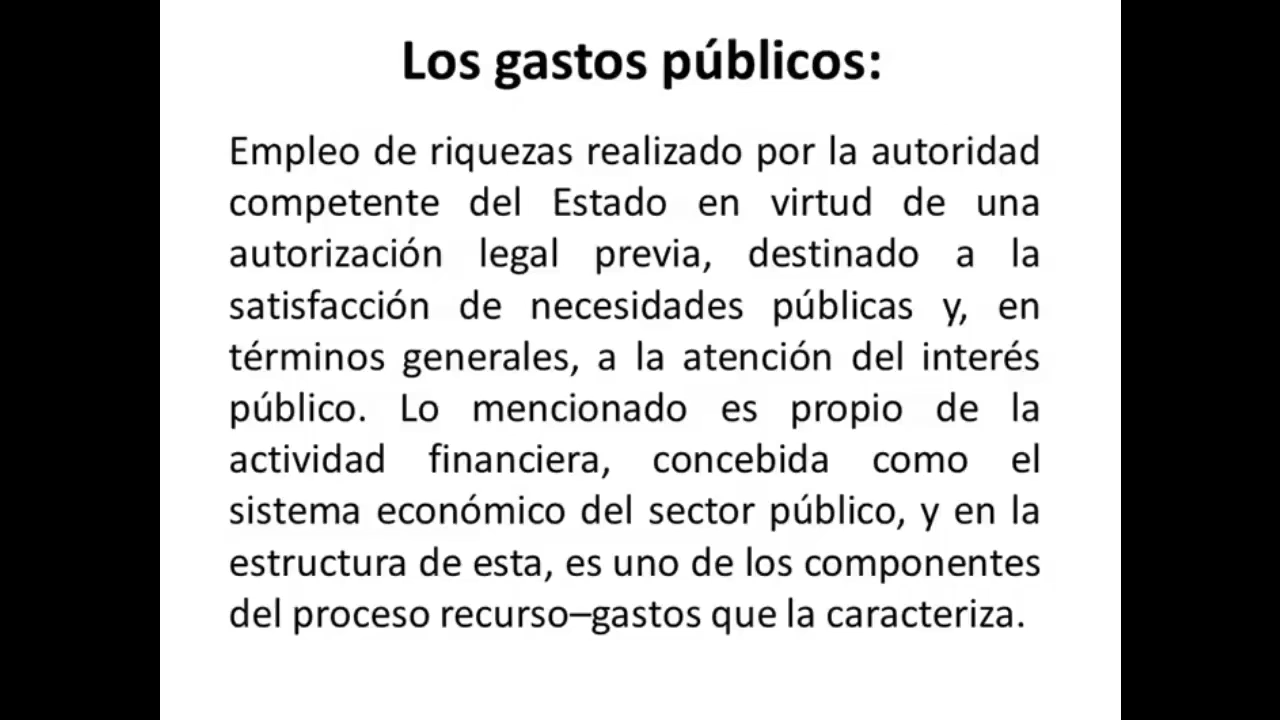 Los gastos públicos:
Empleo de riquezas realizado por la autoridad
competente del Estado en virtud de una
autorización legal previa, destinado a la
satisfacción de necesidades públicas y, en
términos generales, a la atención del interés
público. Lo mencionado es propio de la
actividad financiera, concebida como el
sistema económico del sector público, y en la
estructura de esta, es uno de los componentes
del proceso recurso–gastos que la caracteriza.